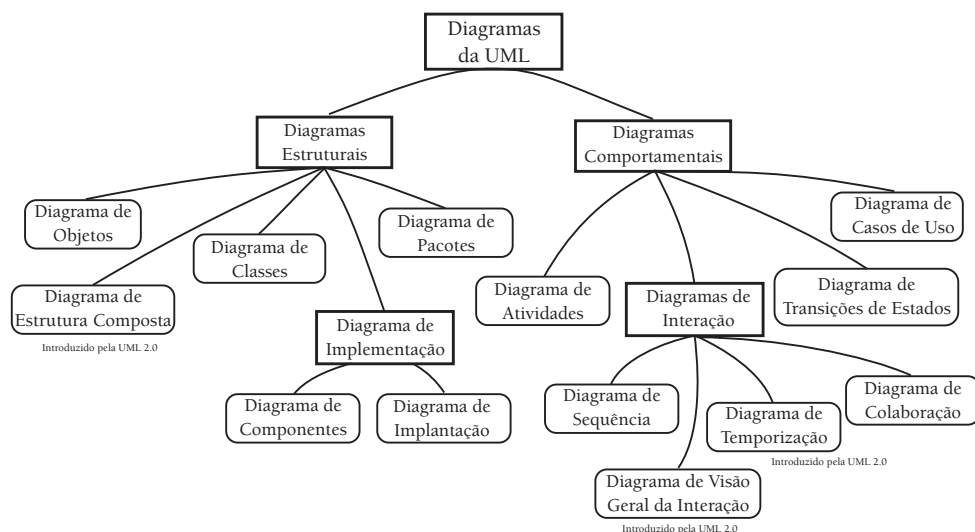 Diagramas
da UML
Diagramas
Estruturais
Diagramas
Comportamentais
Diagrama de
Objetos
Diagrama de
Classes
Diagrama de
Pacotes
Diagrama de
Casos de Uso
Diagrama de
Estrutura Composta
Introduzido pela UML 2.0
Diagrama de
Implementação
Diagrama de
Atividades
Diagramas de
Interação
Diagrama de
Transições de Estados
Diagrama de
Componentes
Diagrama de
Implantação
Diagrama de
Sequência
Diagrama de
Temporização
Introduzido pela UML 2.0
Diagrama de
Colaboração
Diagrama de Visão
Geral da Interação
Introduzido pela UML 2.0